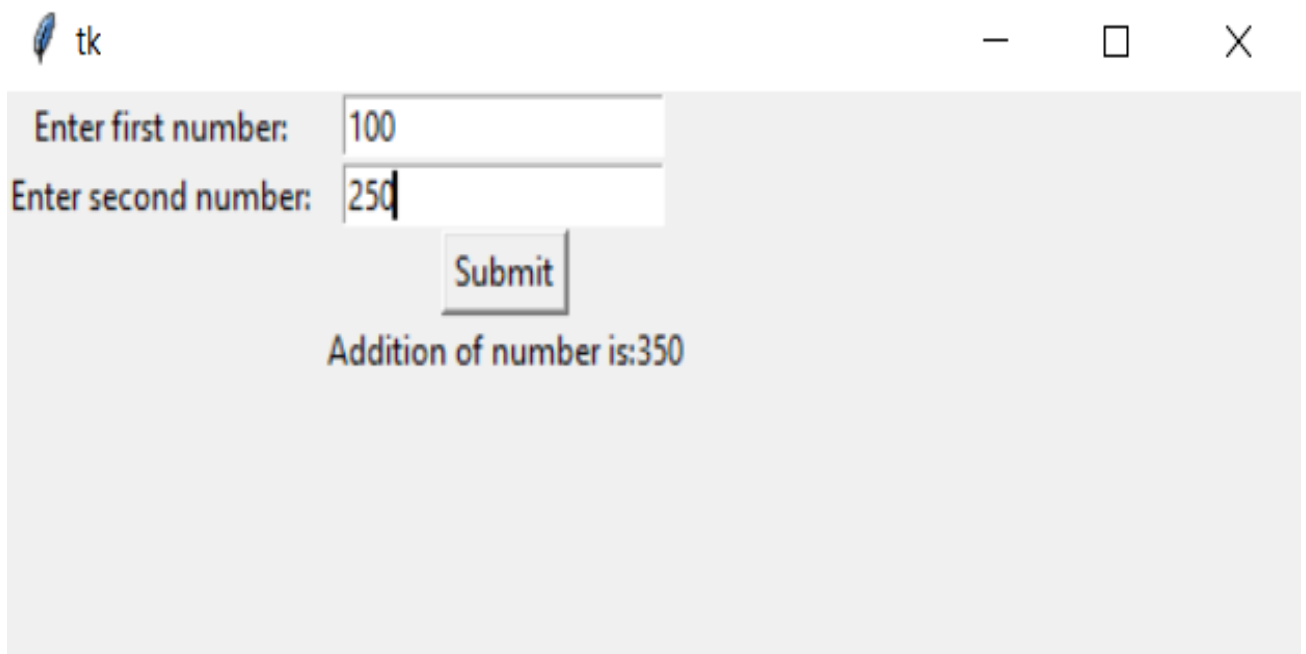 tk
Enter first number: 100
Enter second number: 250
Submit
Addition of number is:350